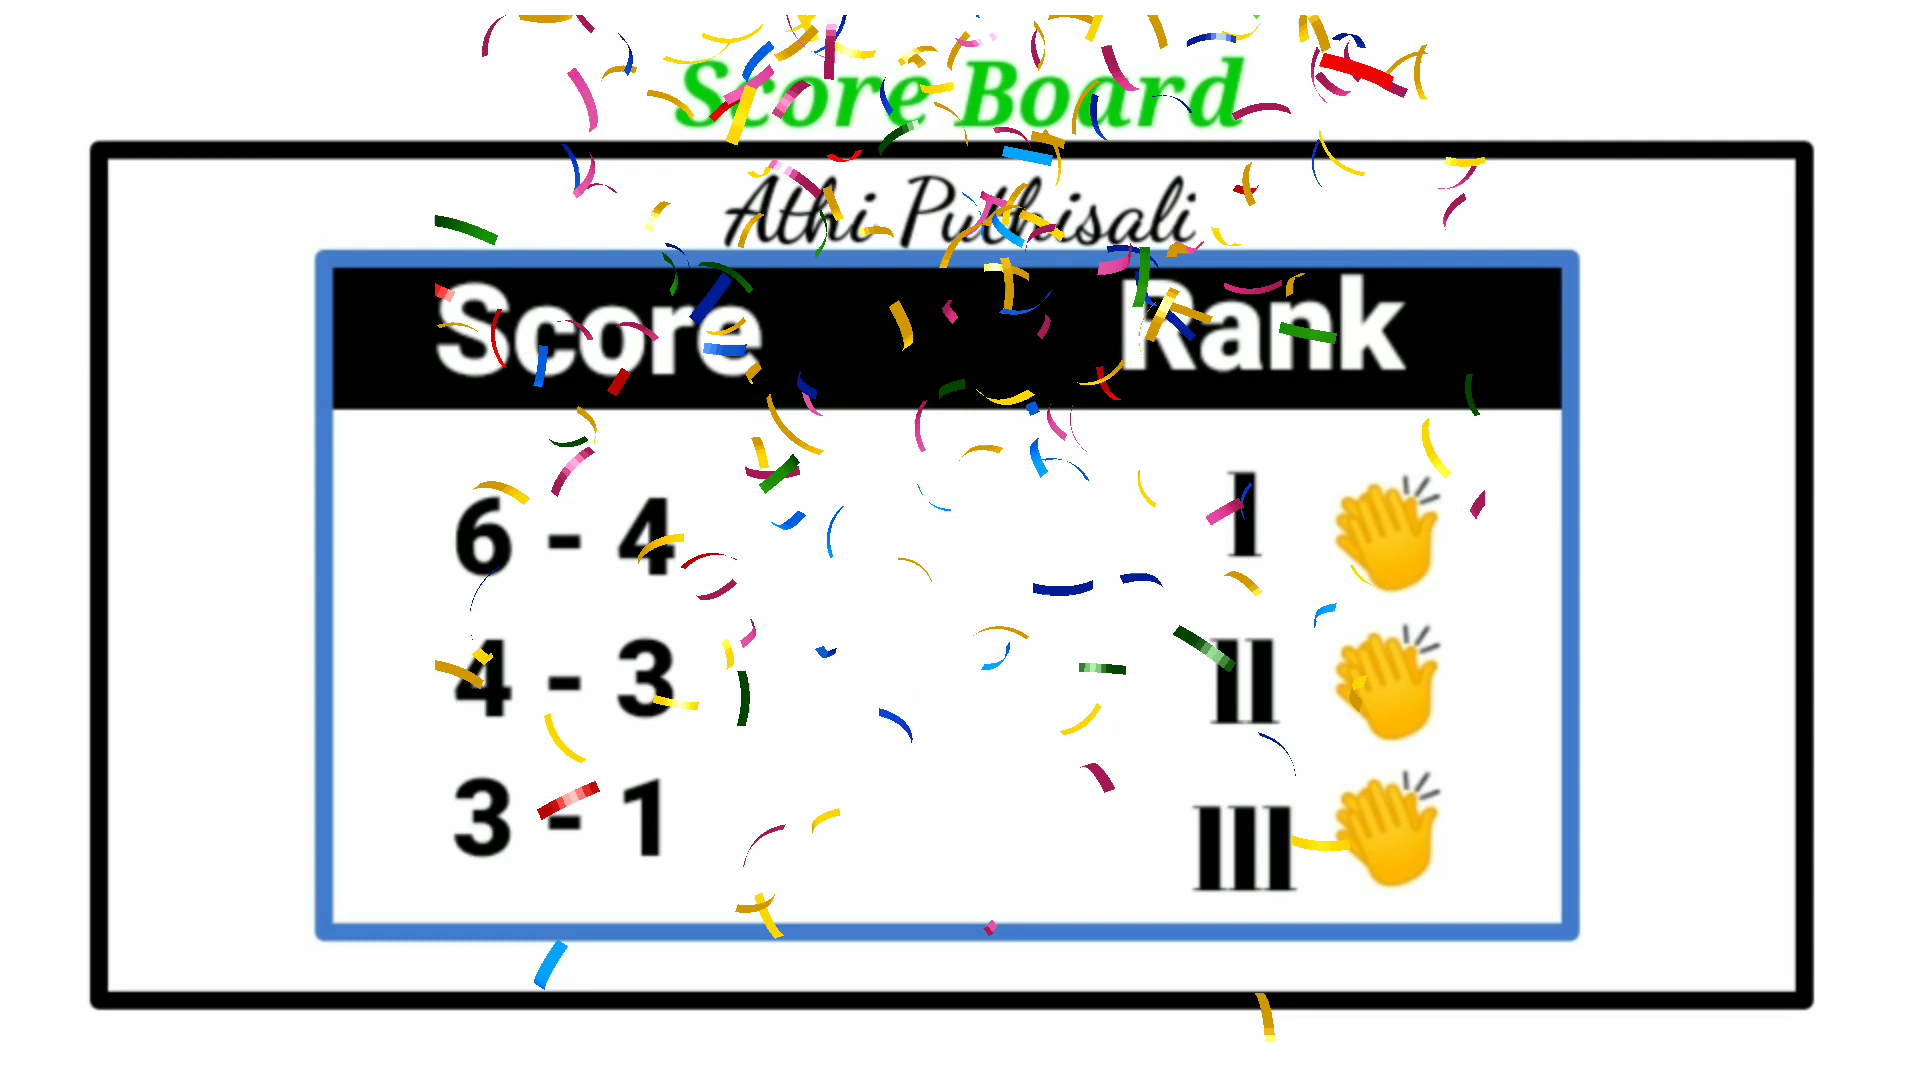 Score Board
Athi Puthisali
Score Rank
6 - 4 I
4 - 3 II
3 - 1 III